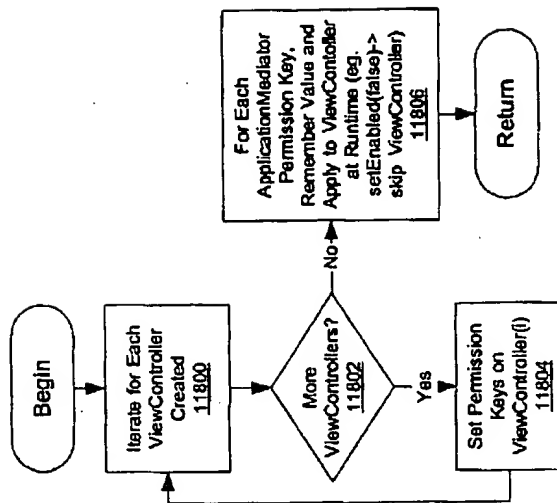 Begin
Iterate for Each
ViewController
Created
11800
More
ViewControllers?
11802
Yes
Set Permission
Keys on
ViewController(i)
11804
No
For Each
ApplicationMediator
Permission Key,
Remember Value and
Apply to ViewContoller
at Runtime (eg.
setEnabled(false)->
skip ViewController)
11806
Return